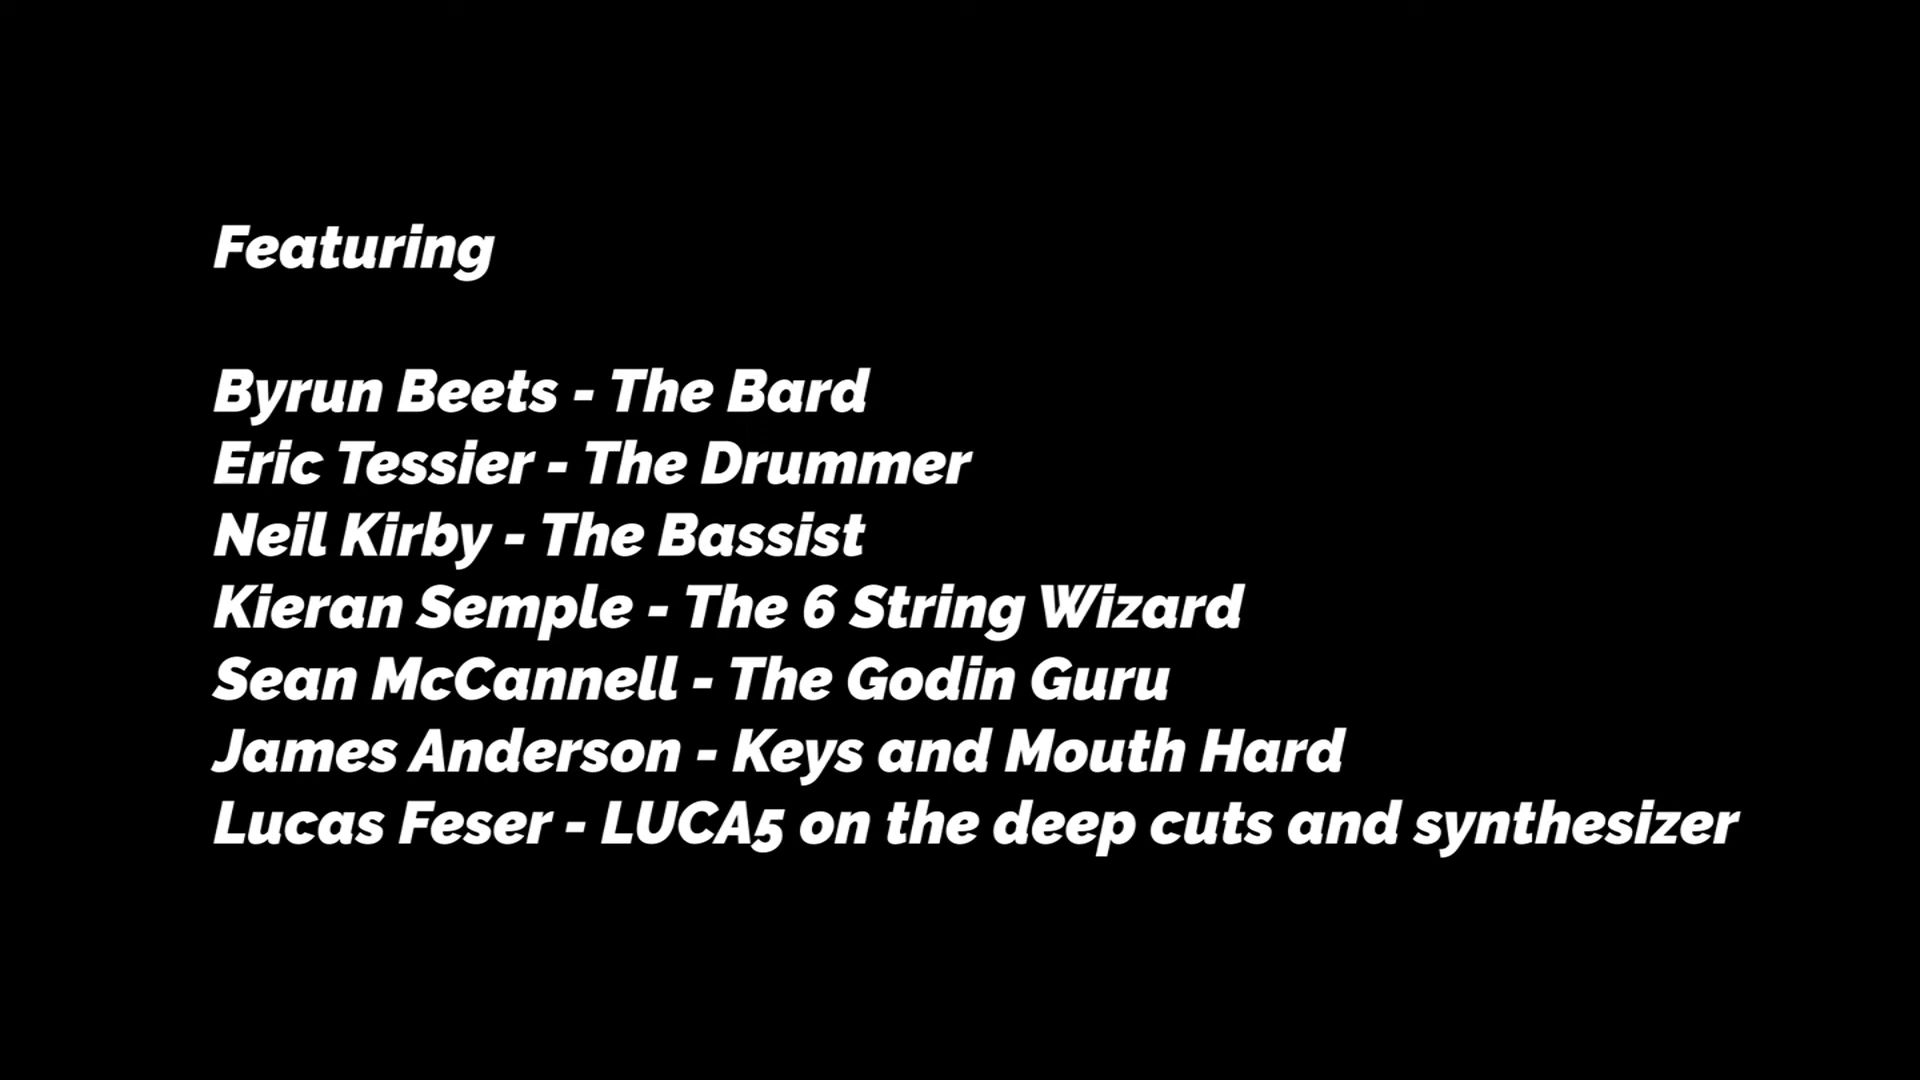 Featuring
Byrun Beets - The Bard
Eric Tessier - The Drummer
Neil Kirby - The Bassist
Kieran Semple - The 6 String Wizard
Sean McCannell - The Godin Guru
James Anderson - Keys and Mouth Hard
Lucas Feser - LUCA5 on the deep cuts and synthesizer